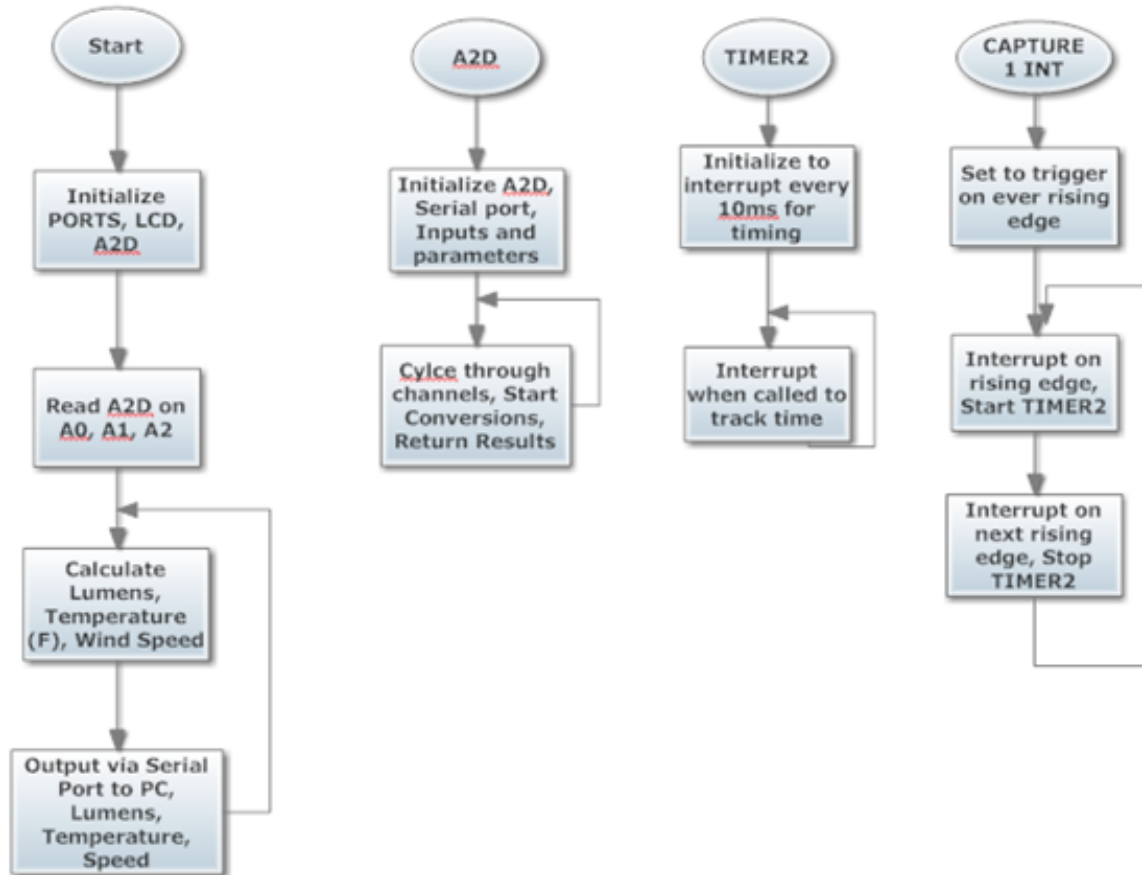 Start
Initialize
PORTS, LCD,
A2D
Read A2D on
A0, A1, A2
Calculate
Lumens,
Temperature
(F), Wind Speed
Output via Serial
Port to PC,
Lumens,
Temperature,
Speed
A2D
Initialize A2D,
Serial port,
Inputs and
parameters
Cylce through
channels, Start
Conversions,
Return Results
TIMER2
Initialize to
interrupt every
10ms for
timing
Interrupt
when called to
track time
CAPTURE
1 INT
Set to trigger
on ever rising
edge
Interrupt on
rising edge,
Start TIMER2
Interrupt on
next rising
edge, Stop
TIMER2